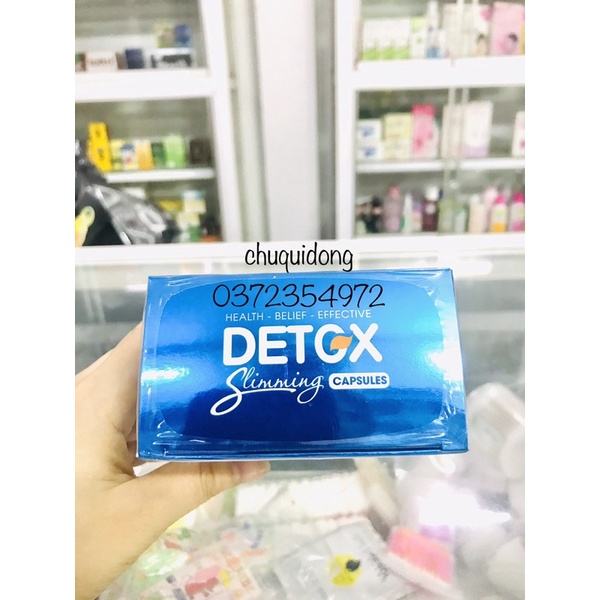 chuquidong
0372354972
HEALTH - BELIEF - EFFECTIVE
DETOX
Slimming CAPSULES